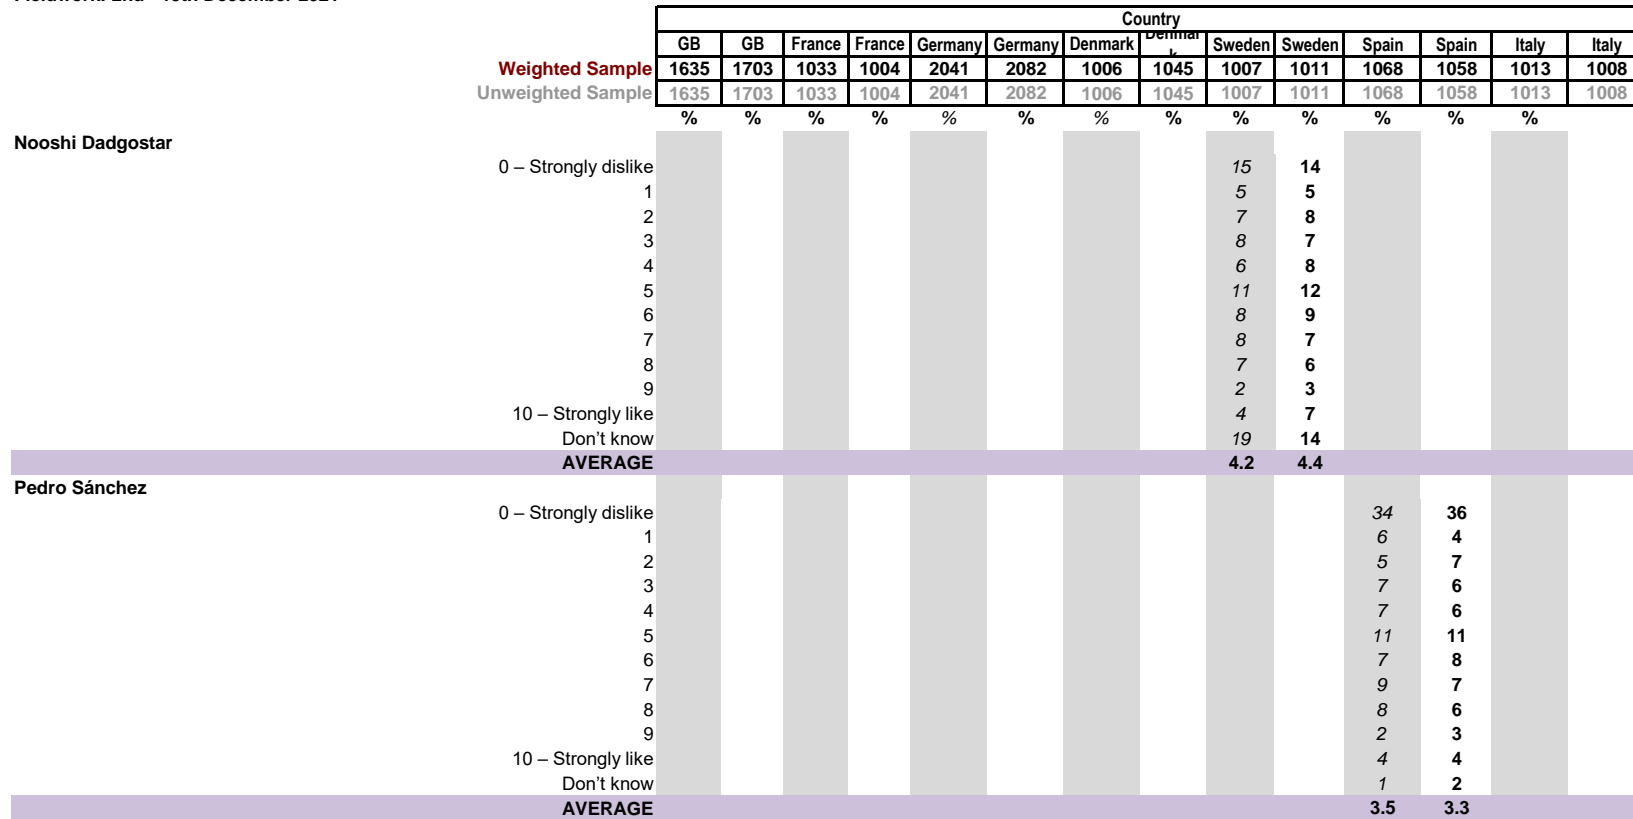 Country
GB GB France France Germany Germany Denmark Denmark Sweden Sweden Spain Spain Italy Italy
Weighted Sample 1635 1703 1033 1004 2041 2082 1006 1045 1007 1011 1068 1058 1013 1008
Unweighted Sample 1635 1703 1033 1004 2041 2082 1006 1045 1007 1011 1068 1058 1013 1008
% % % % % % % % % % % % %
Nooshi Dadgostar
0 – Strongly dislike 15 14
1 5 5
2 7 8
3 8 7
4 6 8
5 11 12
6 8 9
7 8 7
8 7 6
9 2 3
10 – Strongly like 4 7
Don’t know 19 14
AVERAGE 4.2 4.4
Pedro Sánchez
0 – Strongly dislike 34 36
1 6 4
2 5 7
3 7 6
4 7 6
5 11 11
6 7 8
7 9 7
8 8 6
9 2 3
10 – Strongly like 4 4
Don’t know 1 2
AVERAGE 3.5 3.3